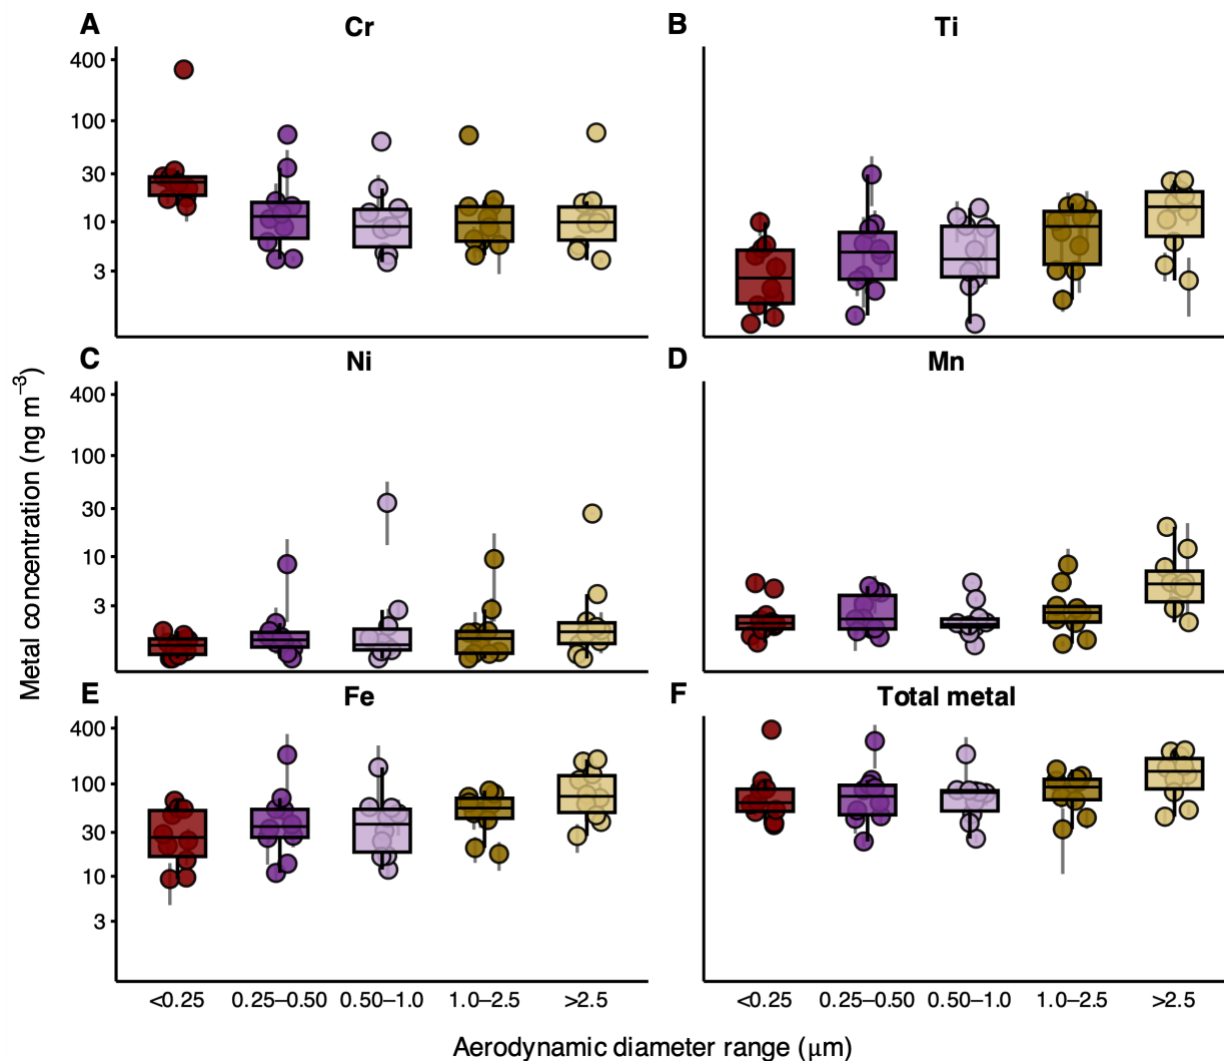 A Cr
B Ti
400
100
30
10
3
C Ni
D Mn
400
100
30
10
3
E Fe
F Total metal
400
100
30
10
3
Metal concentration (ng m⁻³)
<0.25 0.25–0.50 0.50–1.0 1.0–2.5 >2.5
<0.25 0.25–0.50 0.50–1.0 1.0–2.5 >2.5
Aerodynamic diameter range (μm)